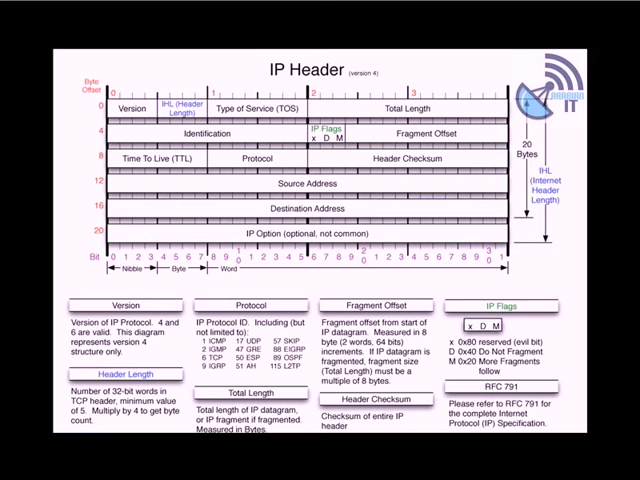 IP Header (version 4)
Byte
Offset
0 1 2 3
0 Version IHL (Header Length) Type of Service (TOS) Total Length
4 Identification IP Flags x D M Fragment Offset
8 Time To Live (TTL) Protocol Header Checksum
12 Source Address
16 Destination Address
20 IP Option (optional, not common)
Bit 0 1 2 3 4 5 6 7 8 9 10 1 2 3 4 5 6 7 8 9 20 1 2 3 4 5 6 7 8 9 30 1
Nibble Byte Word
20
Bytes
IHL
(Internet
Header
Length)
IT
Version
Version of IP Protocol. 4 and
6 are valid. This diagram
represents version 4
structure only.
Header Length
Number of 32-bit words in
TCP header, minimum value
of 5. Multiply by 4 to get byte
count.
Protocol
IP Protocol ID. Including (but
not limited to):
1 ICMP 17 UDP 57 SKIP
2 IGMP 47 GRE 88 EIGRP
6 TCP 50 ESP 89 OSPF
9 IGRP 51 AH 115 L2TP
Total Length
Total length of IP datagram,
or IP fragment if fragmented.
Measured in Bytes.
Fragment Offset
Fragment offset from start of
IP datagram. Measured in 8
byte (2 words, 64 bits)
increments. If IP datagram is
fragmented, fragment size
(Total Length) must be a
multiple of 8 bytes.
Header Checksum
Checksum of entire IP
header
IP Flags
x D M
x 0x80 reserved (evil bit)
D 0x40 Do Not Fragment
M 0x20 More Fragments
follow
RFC 791
Please refer to RFC 791 for
the complete Internet
Protocol (IP) Specification.